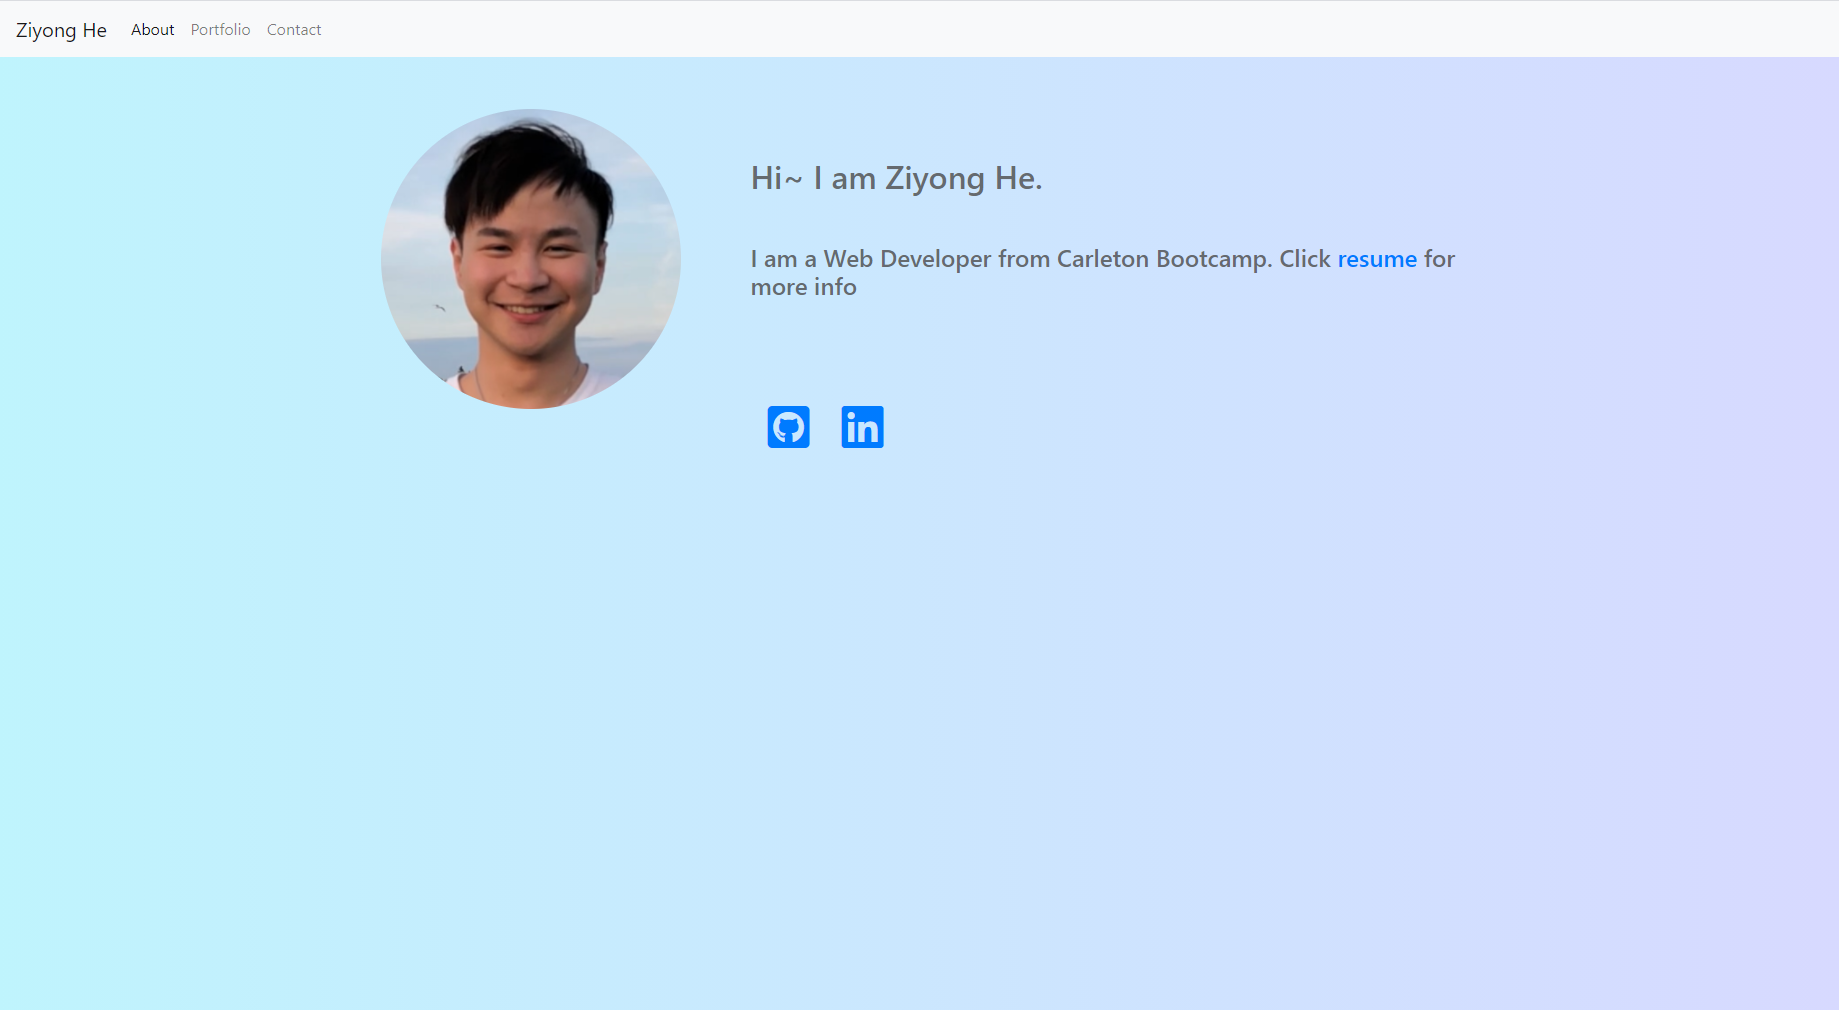 Ziyong He About Portfolio Contact
Hi~ I am Ziyong He.
I am a Web Developer from Carleton Bootcamp. Click resume for
more info
in